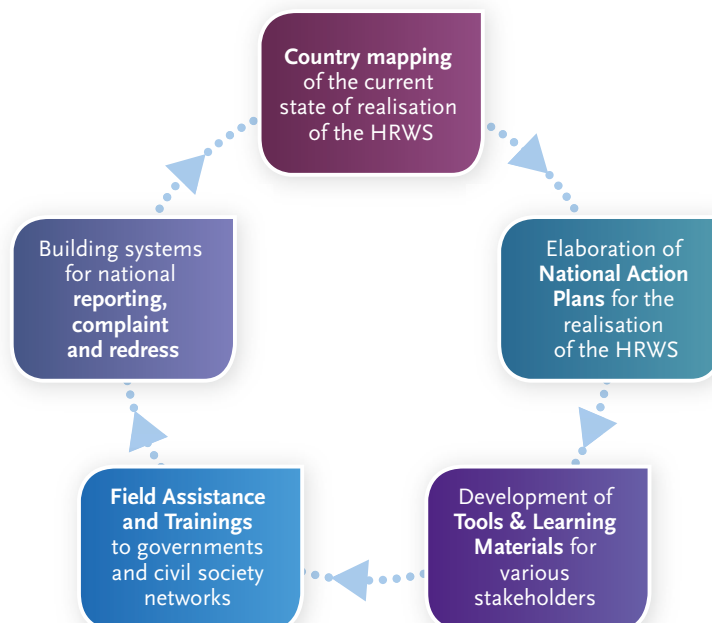 Country mapping
of the current
state of realisation
of the HRWS
Elaboration of
National Action
Plans for the
realisation
of the HRWS
Development of
Tools & Learning
Materials for
various
stakeholders
Field Assistance
and Trainings
to governments
and civil society
networks
Building systems
for national
reporting,
complaint
and redress